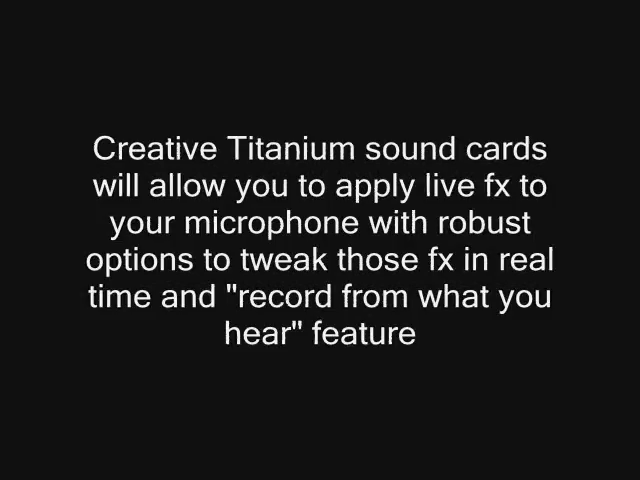 Creative Titanium sound cards
will allow you to apply live fx to
your microphone with robust
options to tweak those fx in real
time and "record from what you
hear" feature